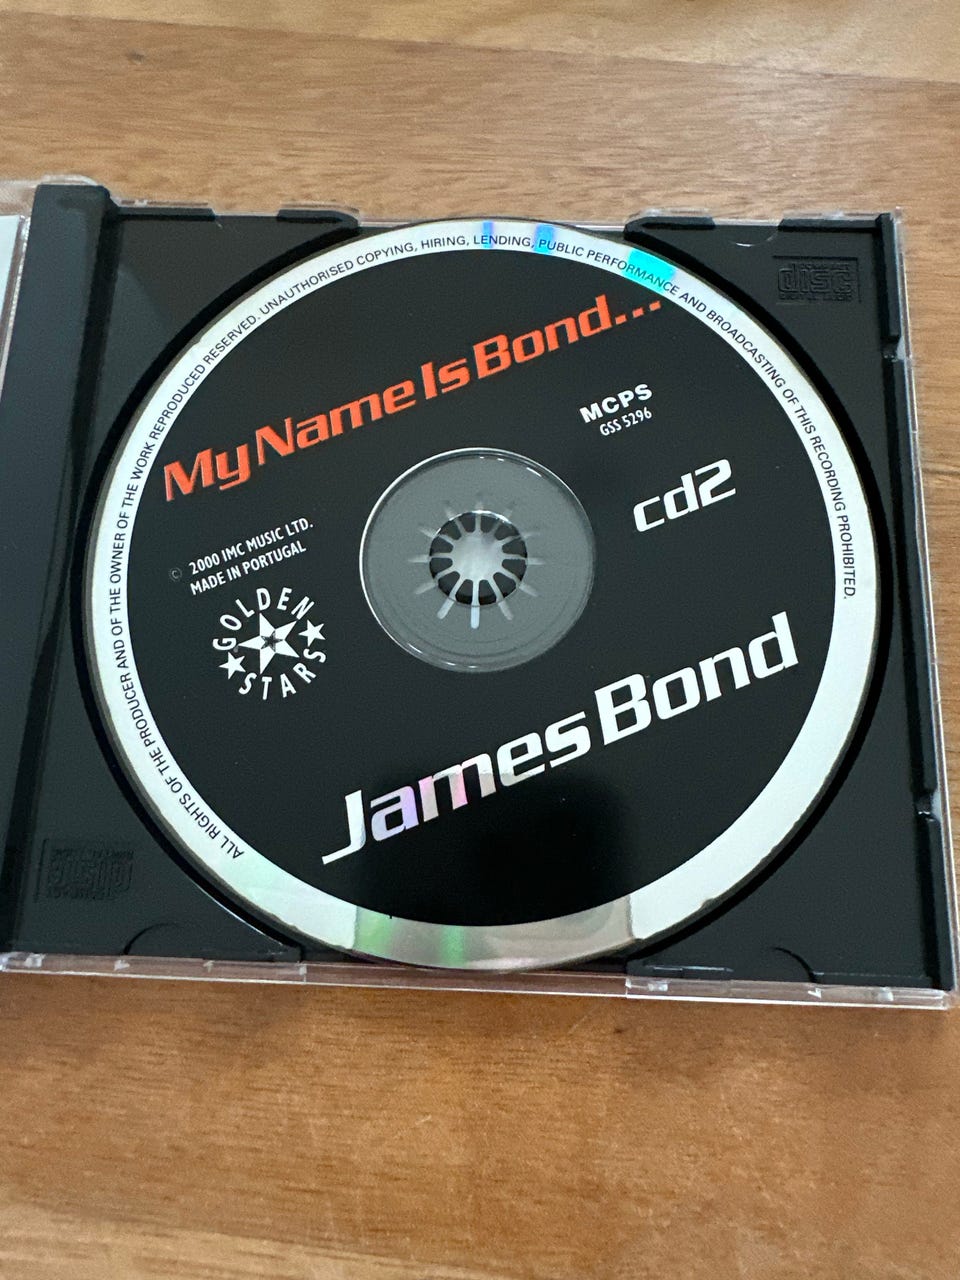 ALL RIGHTS OF THE PRODUCER AND OF THE OWNER OF THE WORK REPRODUCED RESERVED. UNAUTHORISED COPYING, HIRING, LENDING, PUBLIC PERFORMANCE AND BROADCASTING OF THIS RECORDING PROHIBITED.
My Name Is Bond...
MCPS
GSS 5296
cd2
© 2000 IMC MUSIC LTD.
MADE IN PORTUGAL
GOLDEN
STARS
James Bond
disc